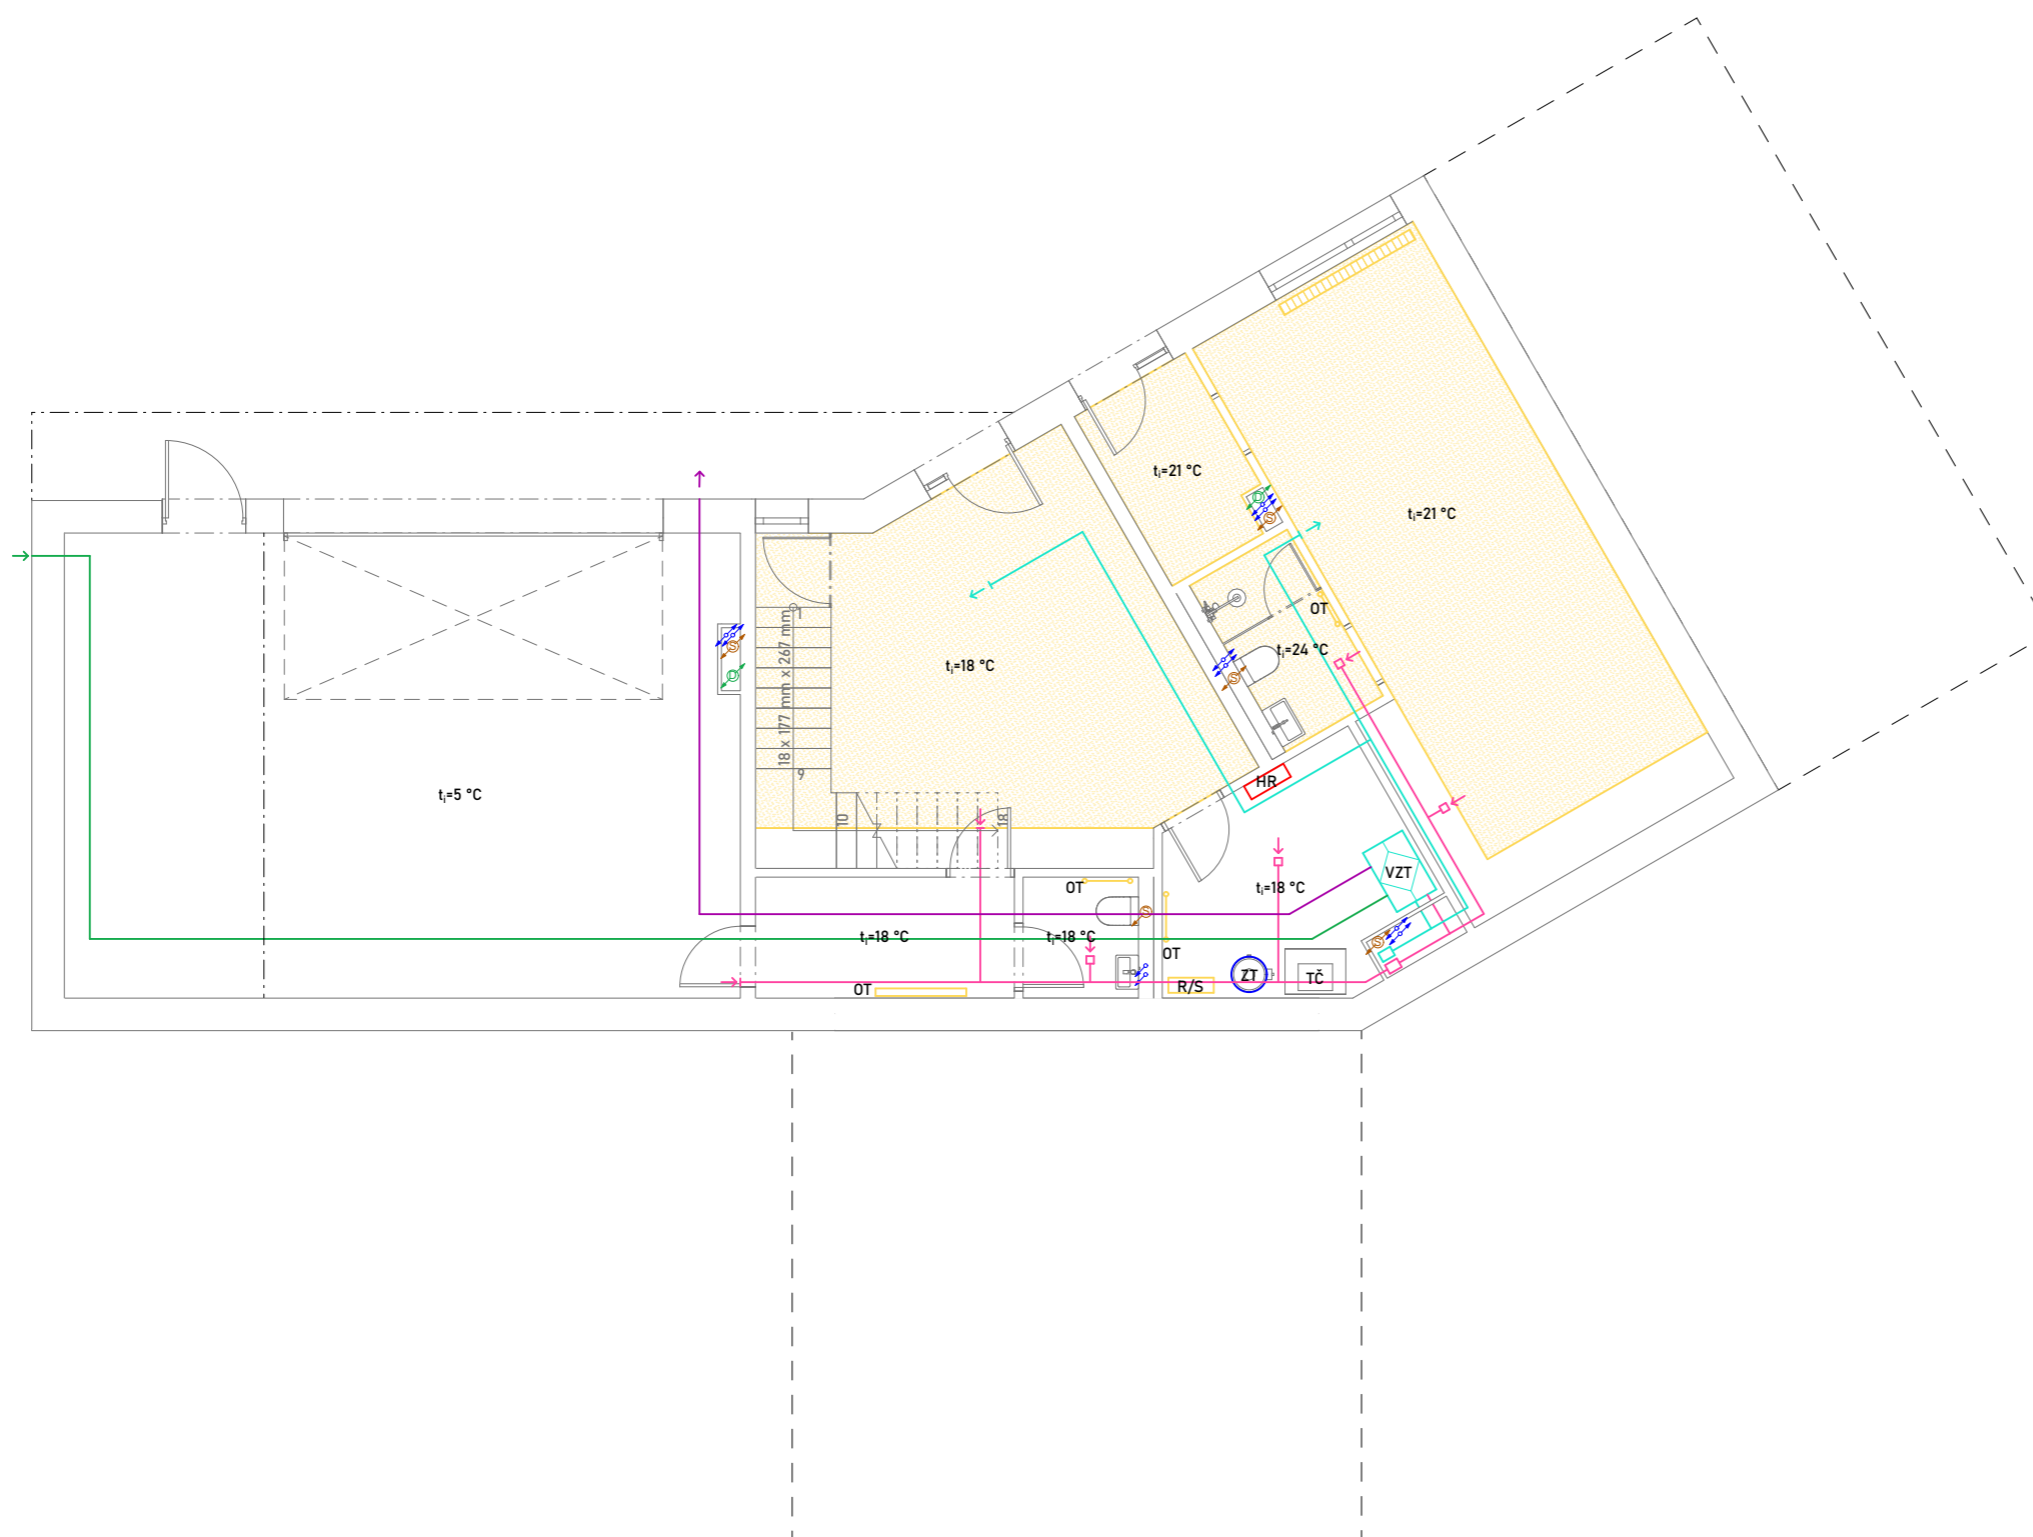 tᵢ=21 °C
tᵢ=21 °C
D
S
OT
1
18 x 177 mm x 267 mm
S
D
tᵢ=18 °C
tᵢ=24 °C
S
9
HR
tᵢ=5 °C
10
18
VZT
OT
tᵢ=18 °C
S
tᵢ=18 °C
tᵢ=18 °C
S
OT
ZT
TČ
OT
R/S